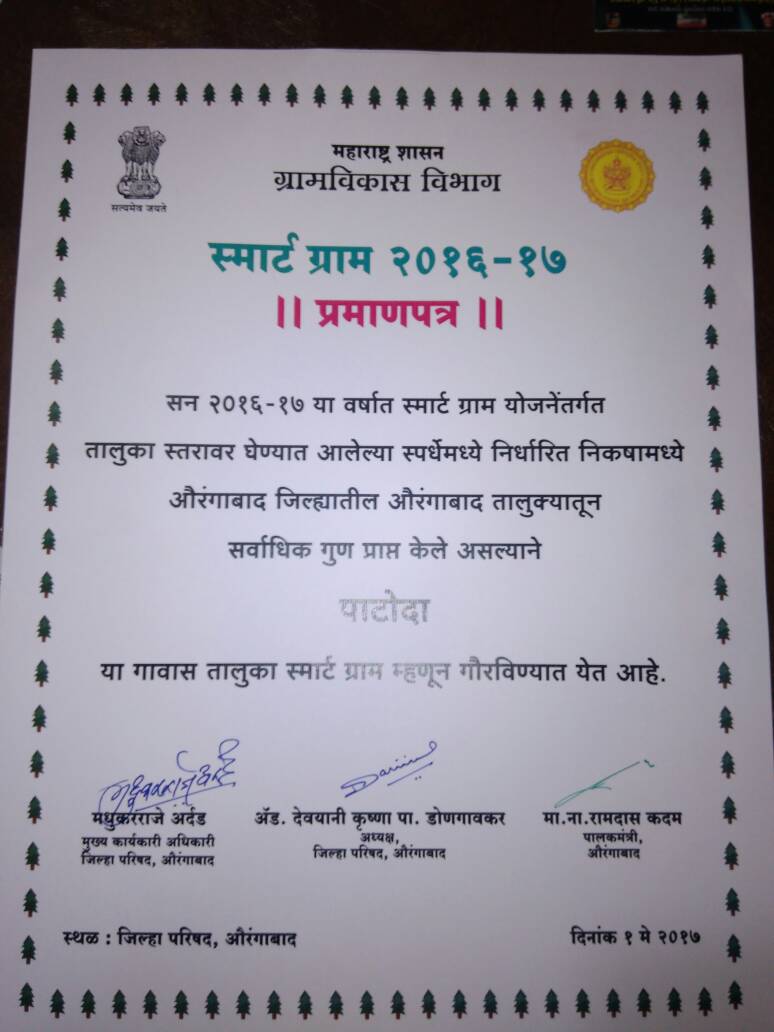 महाराष्ट्र शासन
ग्रामविकास विभाग
सत्यमेव जयते
स्मार्ट ग्राम २०१६-१७
|| प्रमाणपत्र ||
सन २०१६-१७ या वर्षात स्मार्ट ग्राम योजनेंतर्गत
तालुका स्तरावर घेण्यात आलेल्या स्पर्धेमध्ये निर्धारित निकषामध्ये
औरंगाबाद जिल्ह्यातील औरंगाबाद तालुक्यातून
सर्वाधिक गुण प्राप्त केले असल्याने
पाटोदा
या गावास तालुका स्मार्ट ग्राम म्हणून गौरविण्यात येत आहे.
मधुकरराजे अर्दड
मुख्य कार्यकारी अधिकारी
जिल्हा परिषद, औरंगाबाद
ॲड. देवयानी कृष्णा पा. डोणगावकर
अध्यक्ष,
जिल्हा परिषद, औरंगाबाद
मा.ना.रामदास कदम
पालकमंत्री,
औरंगाबाद
स्थळ : जिल्हा परिषद, औरंगाबाद
दिनांक १ मे २०१७